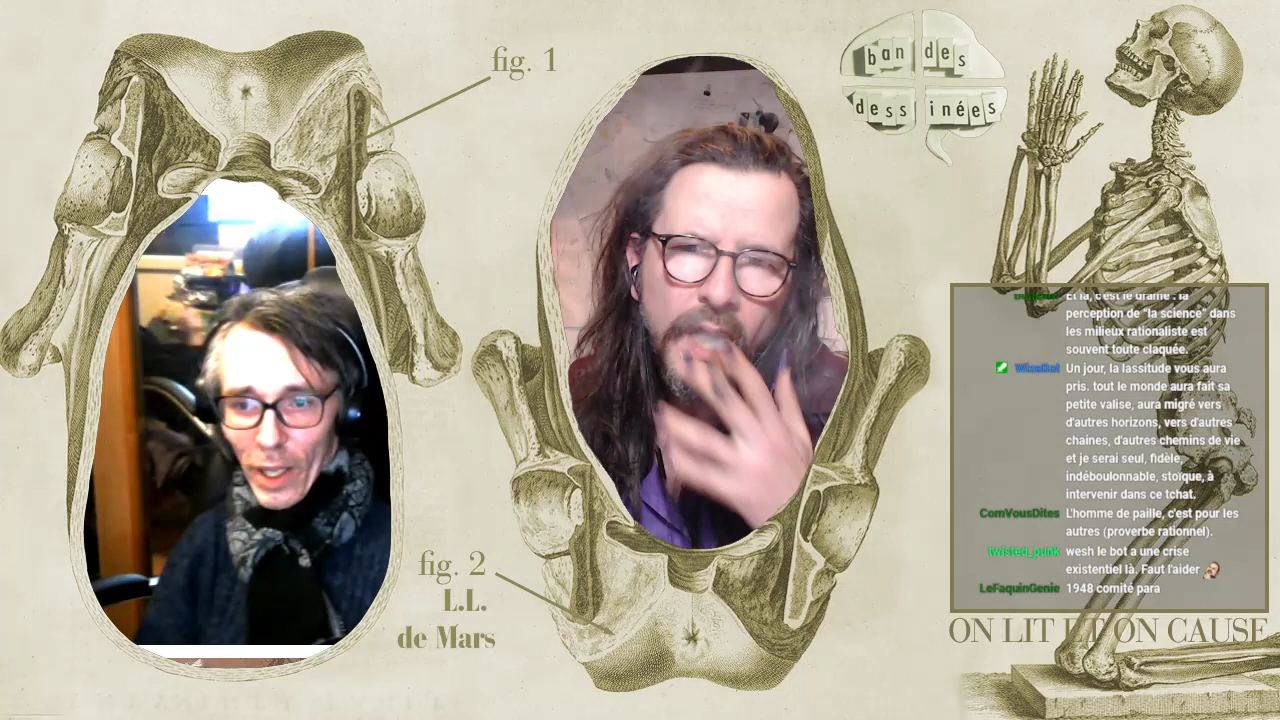 fig. 1
bandes
dessinées
Et là, c'est le drame : la
perception de "la science" dans
les milieux rationaliste est
souvent toute claquée.
WizeBot Un jour, la lassitude vous aura
pris. tout le monde aura fait sa
petite valise, aura migré vers
d'autres horizons, vers d'autres
chaines, d'autres chemins de vie
et je serai seul, fidèle,
indéboulonnable, stoïque, à
intervenir dans ce tchat.
ComVousDites L'homme de paille, c'est pour les
autres (proverbe rationnel).
twisted_punk wesh le bot a une crise
existentiel là. Faut l'aider
LeFaquinGenie 1948 comité para
fig. 2
L.L.
de Mars
ON LIT ET ON CAUSE